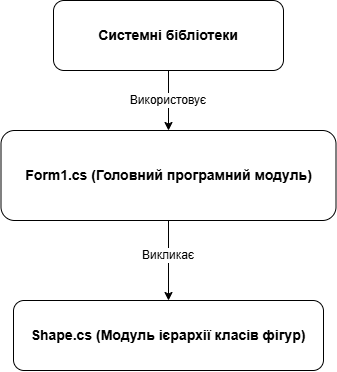 Системні бібліотеки
Використовує
Form1.cs (Головний програмний модуль)
Викликає
Shape.cs (Модуль ієрархії класів фігур)